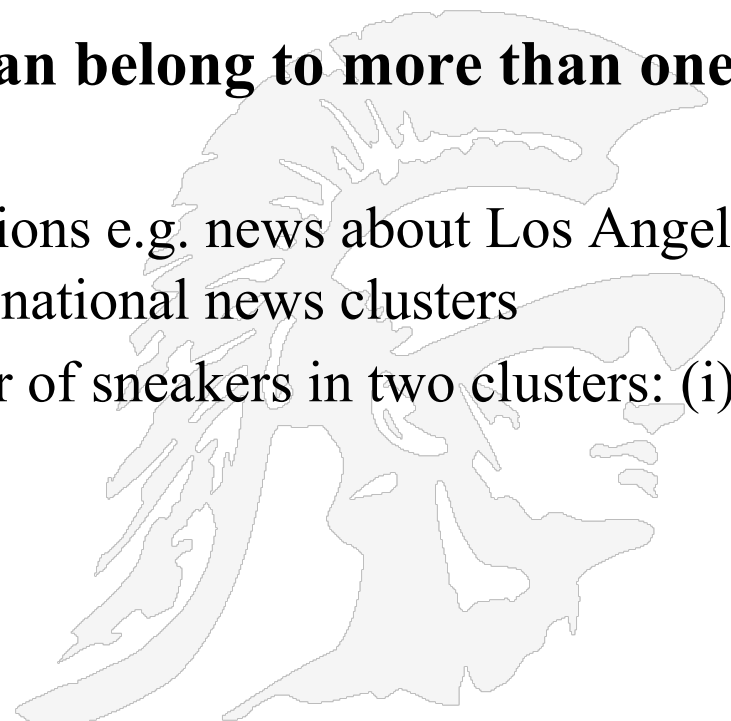 an belong to more than one
ions e.g. news about Los Angel
national news clusters
r of sneakers in two clusters: (i)